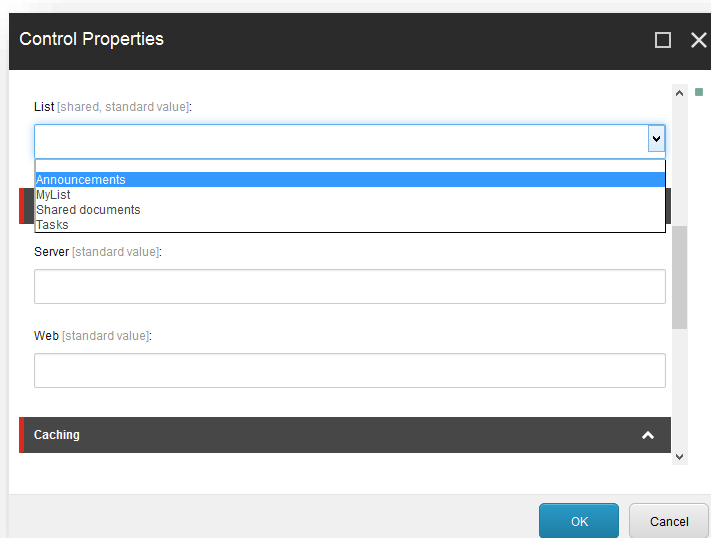 Control Properties
List [shared, standard value]:
Announcements
MyList
Shared documents
Tasks
Server [standard value]:
Web [standard value]:
Caching
OK
Cancel